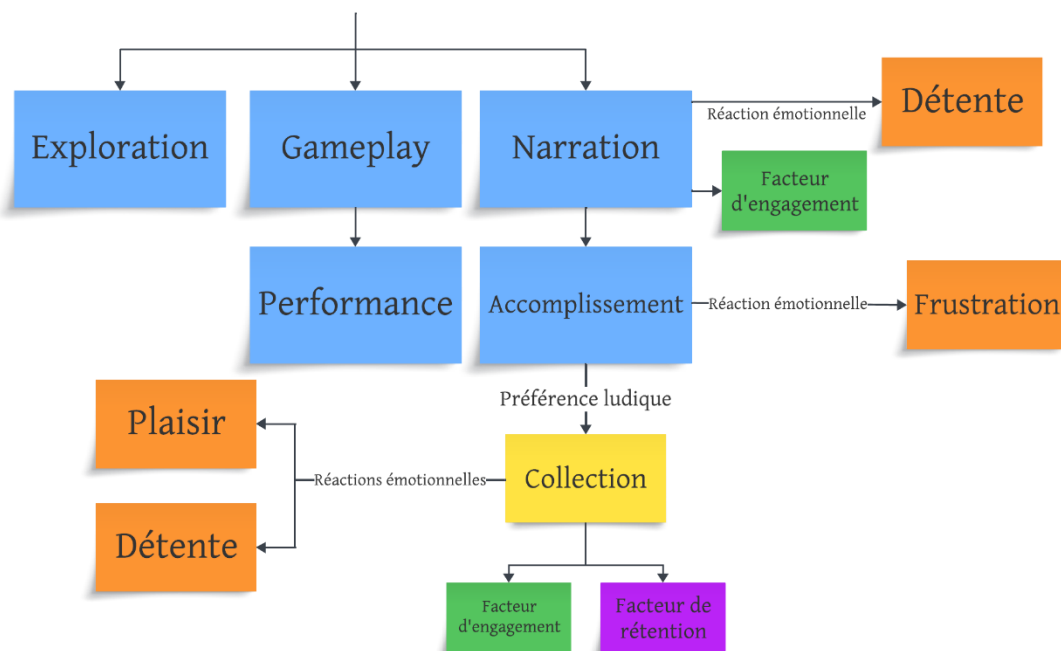 Exploration
Gameplay
Narration
Réaction émotionnelle
Détente
Facteur
d'engagement
Performance
Accomplissement
Réaction émotionnelle
Frustration
Préférence ludique
Plaisir
Réactions émotionnelles
Collection
Détente
Facteur
d'engagement
Facteur de
rétention